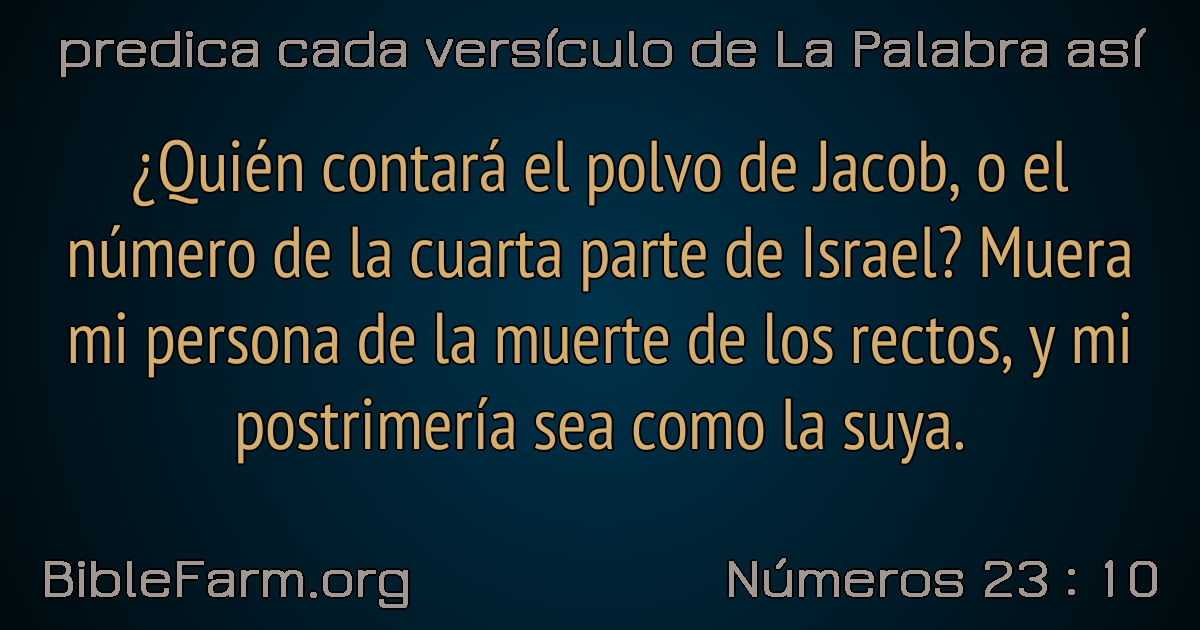 predica cada versículo de La Palabra así
¿Quién contará el polvo de Jacob, o el
número de la cuarta parte de Israel? Muera
mi persona de la muerte de los rectos, y mi
postrimería sea como la suya.
BibleFarm.org
Números 23 : 10